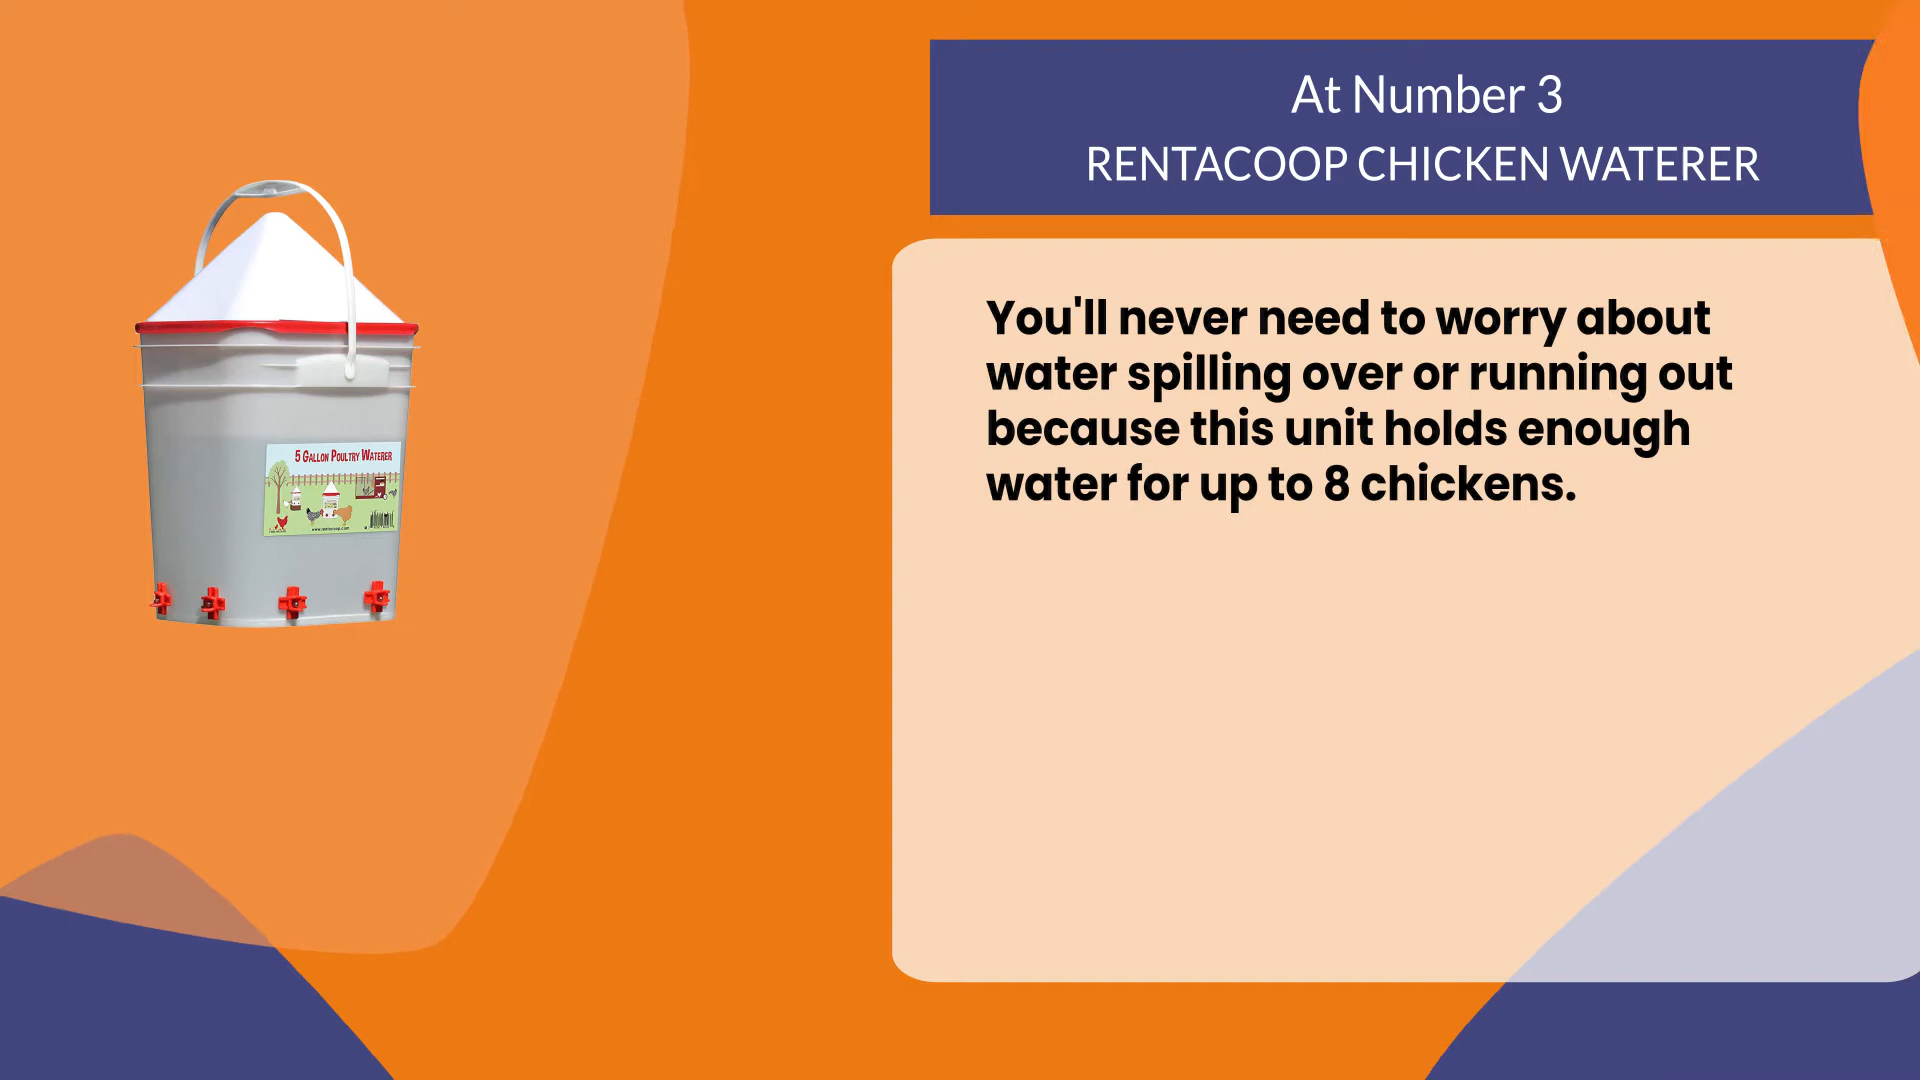 At Number 3
RENTACOOP CHICKEN WATERER
You'll never need to worry about
water spilling over or running out
because this unit holds enough
water for up to 8 chickens.
5 GALLON POULTRY WATERER